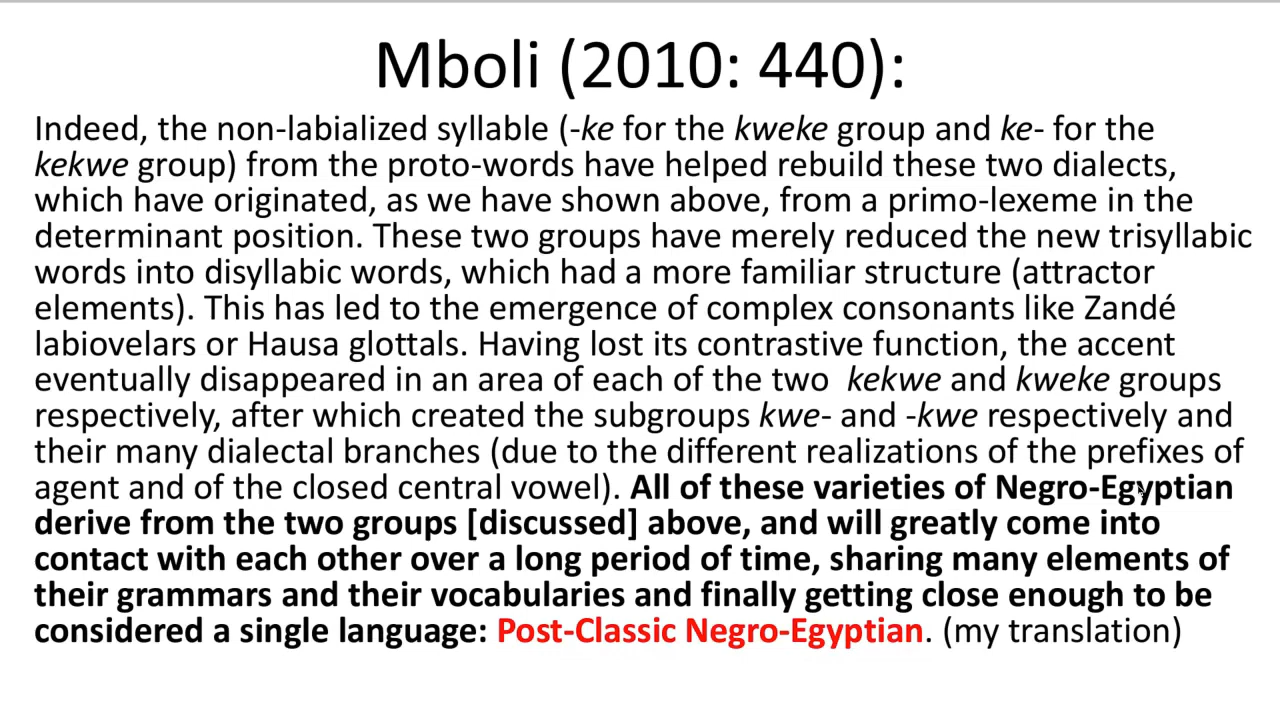 Mboli (2010: 440):
Indeed, the non-labialized syllable (-ke for the kweke group and ke- for the
kekwe group) from the proto-words have helped rebuild these two dialects,
which have originated, as we have shown above, from a primo-lexeme in the
determinant position. These two groups have merely reduced the new trisyllabic
words into disyllabic words, which had a more familiar structure (attractor
elements). This has led to the emergence of complex consonants like Zandé
labiovelars or Hausa glottals. Having lost its contrastive function, the accent
eventually disappeared in an area of each of the two kekwe and kweke groups
respectively, after which created the subgroups kwe- and -kwe respectively and
their many dialectal branches (due to the different realizations of the prefixes of
agent and of the closed central vowel). All of these varieties of Negro-Egyptian
derive from the two groups [discussed] above, and will greatly come into
contact with each other over a long period of time, sharing many elements of
their grammars and their vocabularies and finally getting close enough to be
considered a single language: Post-Classic Negro-Egyptian. (my translation)